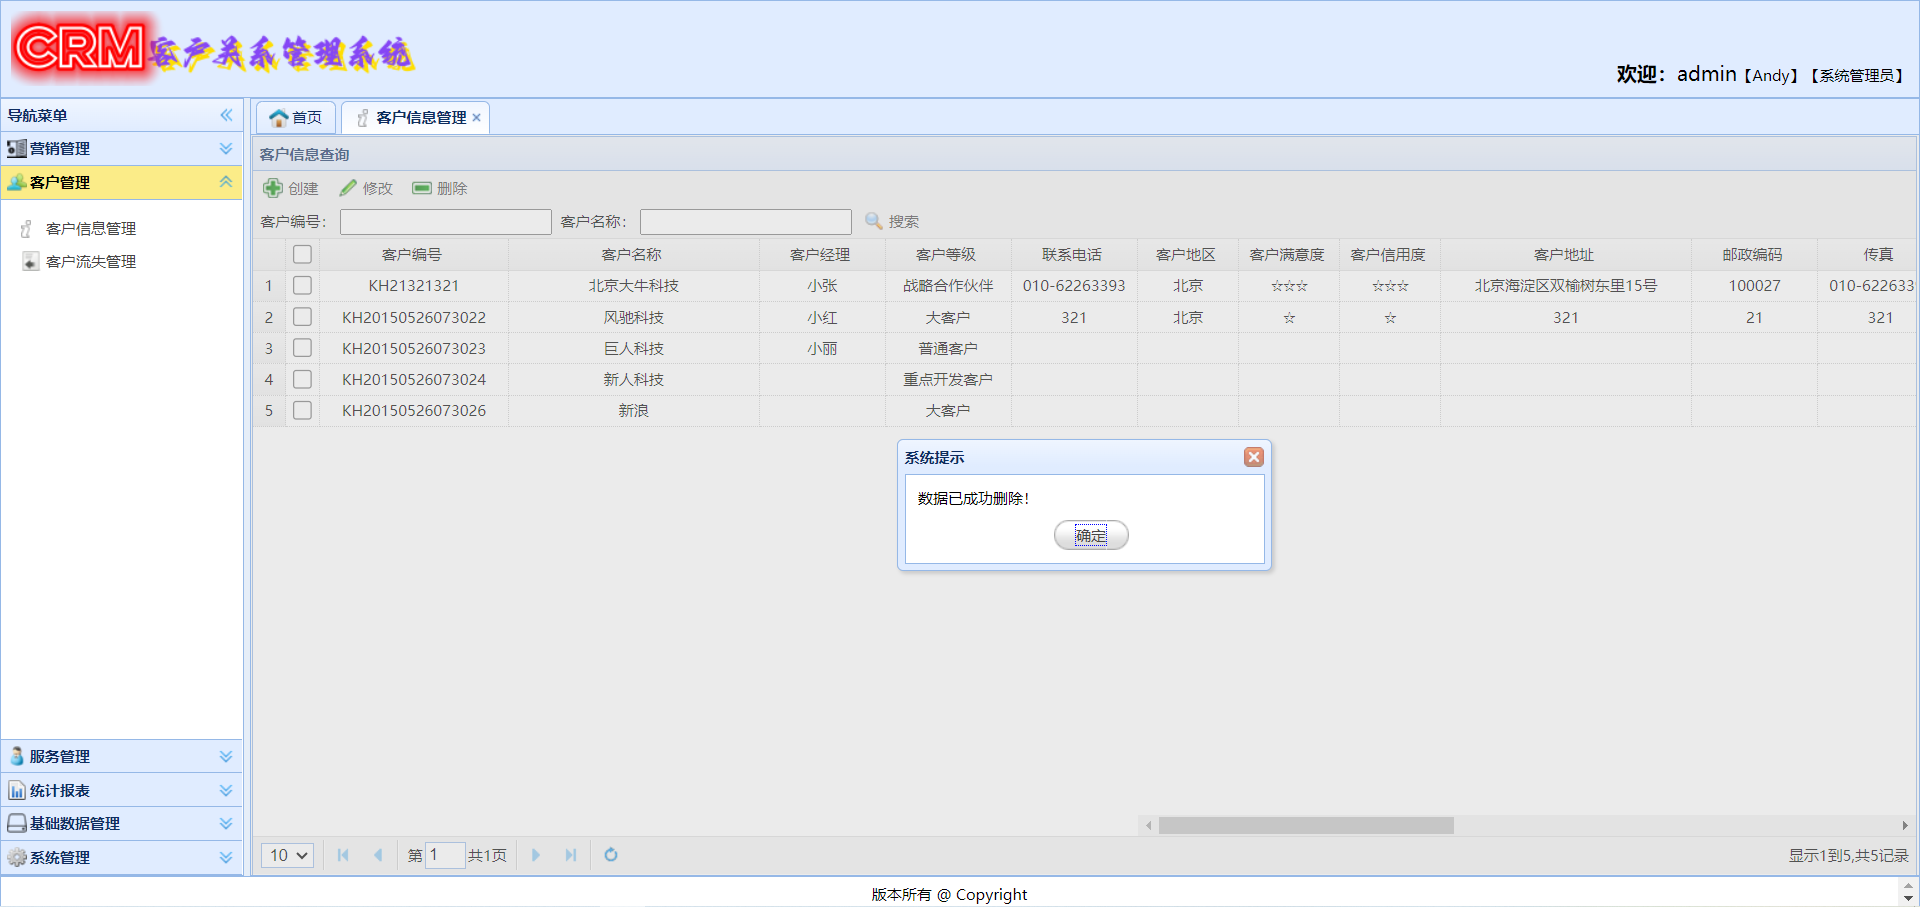 CRM客户关系管理系统
欢迎：admin【Andy】【系统管理员】
导航菜单
营销管理
客户管理
客户信息管理
客户流失管理
服务管理
统计报表
基础数据管理
系统管理
首页 客户信息管理
客户信息查询
创建 修改 删除
客户编号： 客户名称： 搜索
客户编号 客户名称 客户经理 客户等级 联系电话 客户地区 客户满意度 客户信用度 客户地址 邮政编码 传真
1 KH21321321 北京大牛科技 小张 战略合作伙伴 010-62263393 北京 ☆☆☆ ☆☆☆ 北京海淀区双榆树东里15号 100027 010-622633
2 KH20150526073022 风驰科技 小红 大客户 321 北京 ☆ ☆ 321 21 321
3 KH20150526073023 巨人科技 小丽 普通客户
4 KH20150526073024 新人科技 重点开发客户
5 KH20150526073026 新浪 大客户
系统提示
数据已成功删除！
确定
10 第 1 共1页 显示1到5,共5记录
版本所有 @ Copyright